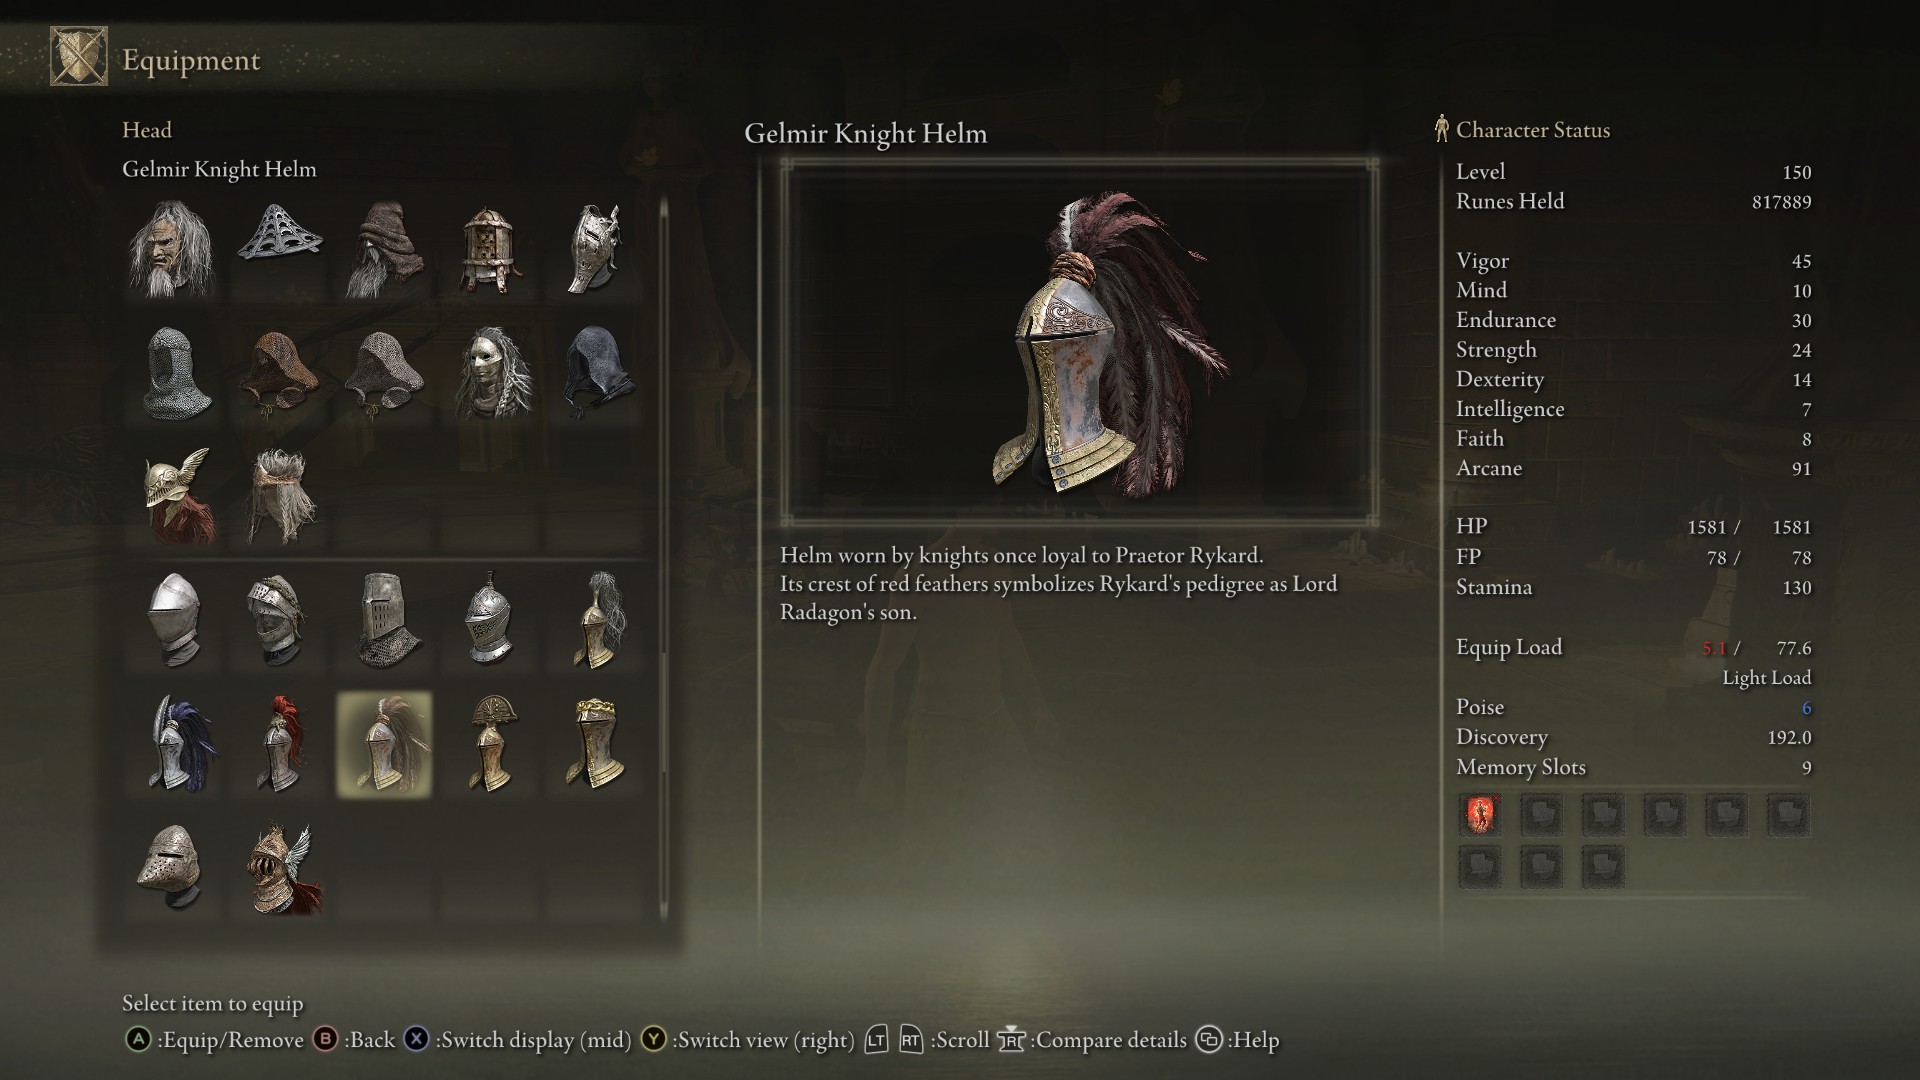 Equipment
Head
Gelmir Knight Helm
Gelmir Knight Helm
Helm worn by knights once loyal to Praetor Rykard.
Its crest of red feathers symbolizes Rykard's pedigree as Lord
Radagon's son.
Character Status
Level 150
Runes Held 817889
Vigor 45
Mind 10
Endurance 30
Strength 24
Dexterity 14
Intelligence 7
Faith 8
Arcane 91
HP 1581 / 1581
FP 78 / 78
Stamina 130
Equip Load 5.1 / 77.6
Light Load
Poise 6
Discovery 192.0
Memory Slots 9
Select item to equip
A :Equip/Remove B :Back X :Switch display (mid) Y :Switch view (right) LT RT :Scroll R :Compare details :Help